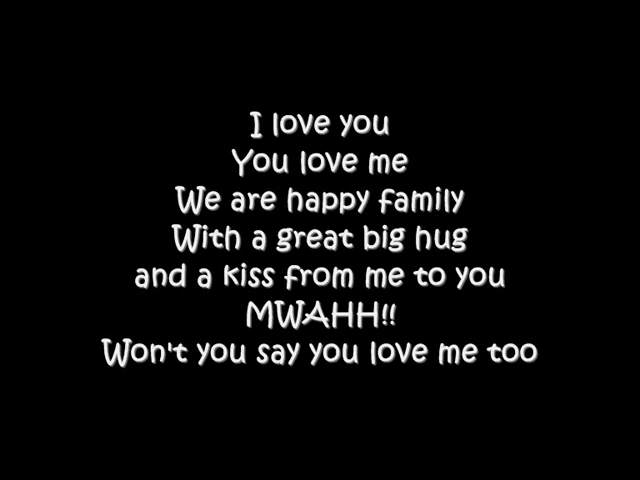 I love you
You love me
We are happy family
With a great big hug
and a kiss from me to you
MWAHH!!
Won't you say you love me too